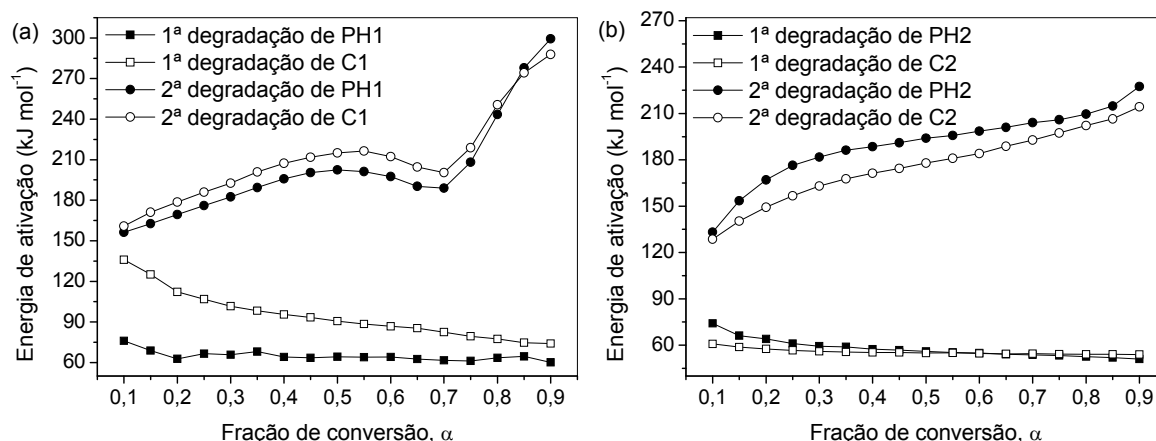 (a)
1ª degradação de PH1
1ª degradação de C1
2ª degradação de PH1
2ª degradação de C1
Energia de ativação (kJ mol⁻¹)
300
270
240
210
180
150
120
90
60
0,1 0,2 0,3 0,4 0,5 0,6 0,7 0,8 0,9
Fração de conversão, α
(b)
1ª degradação de PH2
1ª degradação de C2
2ª degradação de PH2
2ª degradação de C2
Energia de ativação (kJ mol⁻¹)
270
240
210
180
150
120
90
60
0,1 0,2 0,3 0,4 0,5 0,6 0,7 0,8 0,9
Fração de conversão, α